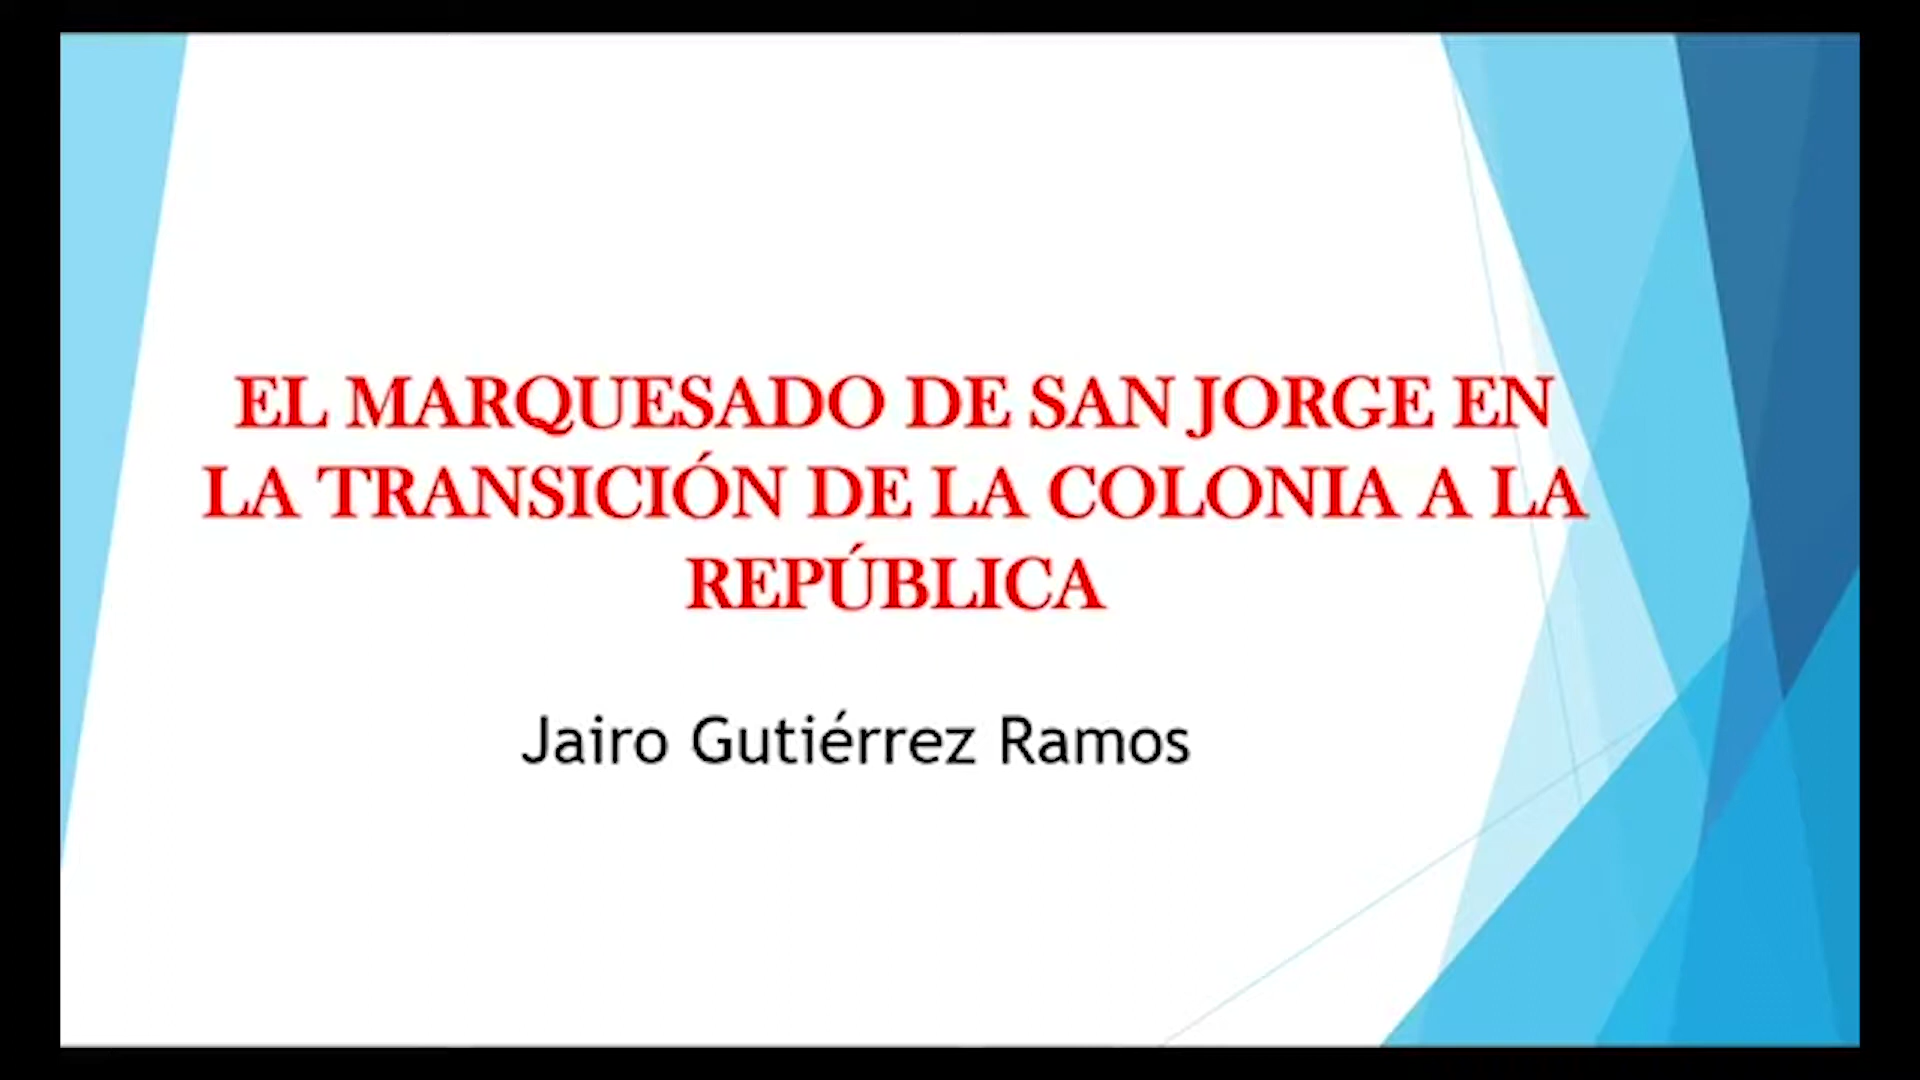 EL MARQUESADO DE SAN JORGE EN
LA TRANSICIÓN DE LA COLONIA A LA
REPÚBLICA
Jairo Gutiérrez Ramos